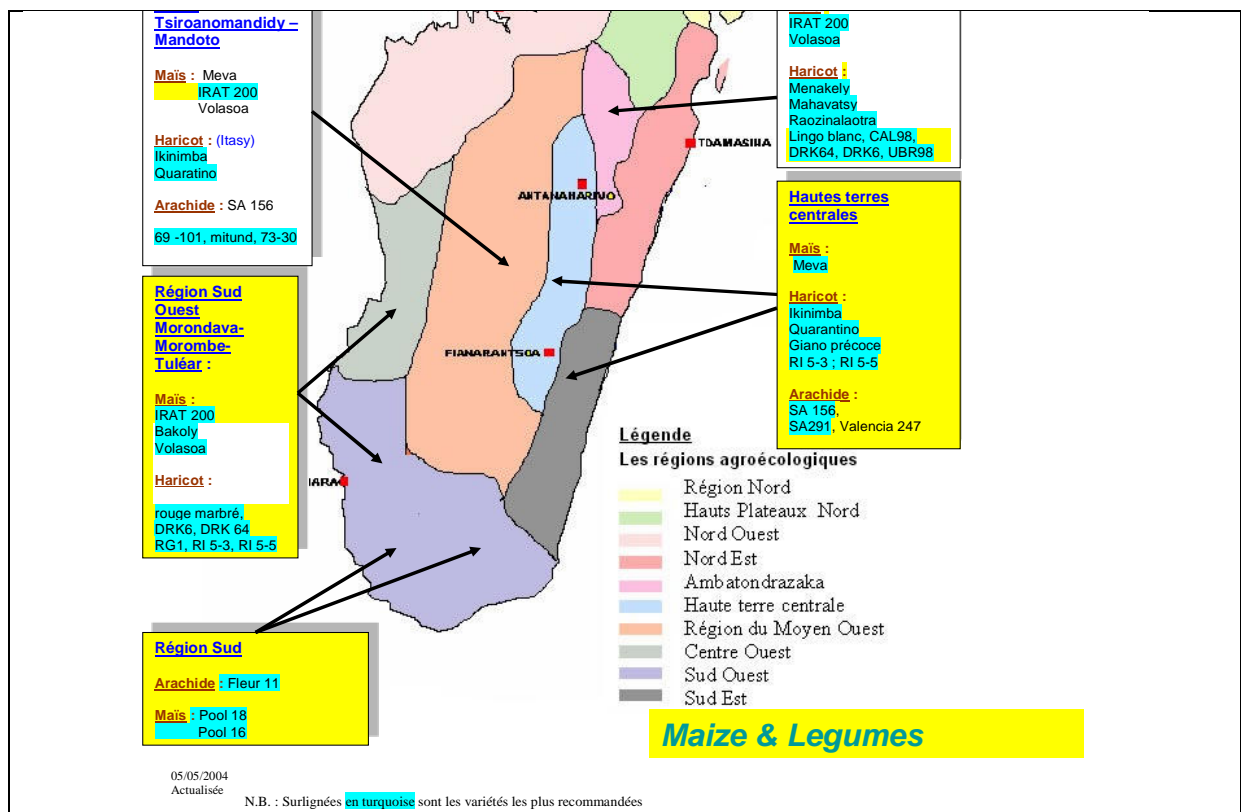 Tsiroanomandidy –
Mandoto
Maïs : Meva
IRAT 200
Volasoa
Haricot : (Itasy)
Ikinimba
Quaratino
Arachide : SA 156
69 -101, mitund, 73-30
Région Sud
Ouest
Morondava-
Morombe-
Tuléar :
Maïs :
IRAT 200
Bakoly
Volasoa
Haricot :
rouge marbré,
DRK6, DRK 64
RG1, RI 5-3, RI 5-5
Région Sud
Arachide : Fleur 11
Maïs : Pool 18
Pool 16
TOAMASINA
ANTANANARIVO
FIANARANTSOA
IRAT 200
Volasoa
Haricot :
Menakely
Mahavatsy
Raozinalaotra
Lingo blanc, CAL98,
DRK64, DRK6, UBR98
Hautes terres
centrales
Maïs :
Meva
Haricot :
Ikinimba
Quarantino
Giano précoce
RI 5-3 ; RI 5-5
Arachide :
SA 156,
SA291, Valencia 247
Légende
Les régions agroécologiques
Région Nord
Hauts Plateaux Nord
Nord Ouest
Nord Est
Ambatondrazaka
Haute terre centrale
Région du Moyen Ouest
Centre Ouest
Sud Ouest
Sud Est
Maize & Legumes
05/05/2004
Actualisée
N.B. : Surlignées en turquoise sont les variétés les plus recommandées